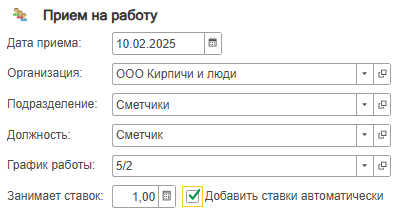 Прием на работу
Дата приема: 10.02.2025
Организация: ООО Кирпичи и люди
Подразделение: Сметчики
Должность: Сметчик
График работы: 5/2
Занимает ставок: 1,00 Добавить ставки автоматически